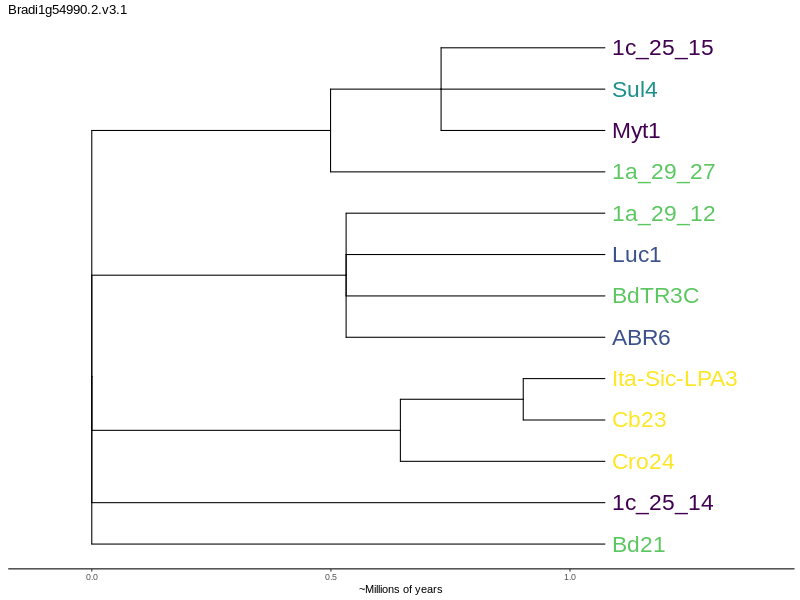 Bradi1g54990.2.v3.1
1c_25_15
Sul4
Myt1
1a_29_27
1a_29_12
Luc1
BdTR3C
ABR6
Ita-Sic-LPA3
Cb23
Cro24
1c_25_14
Bd21
0.0 0.5 1.0
~Millions of years